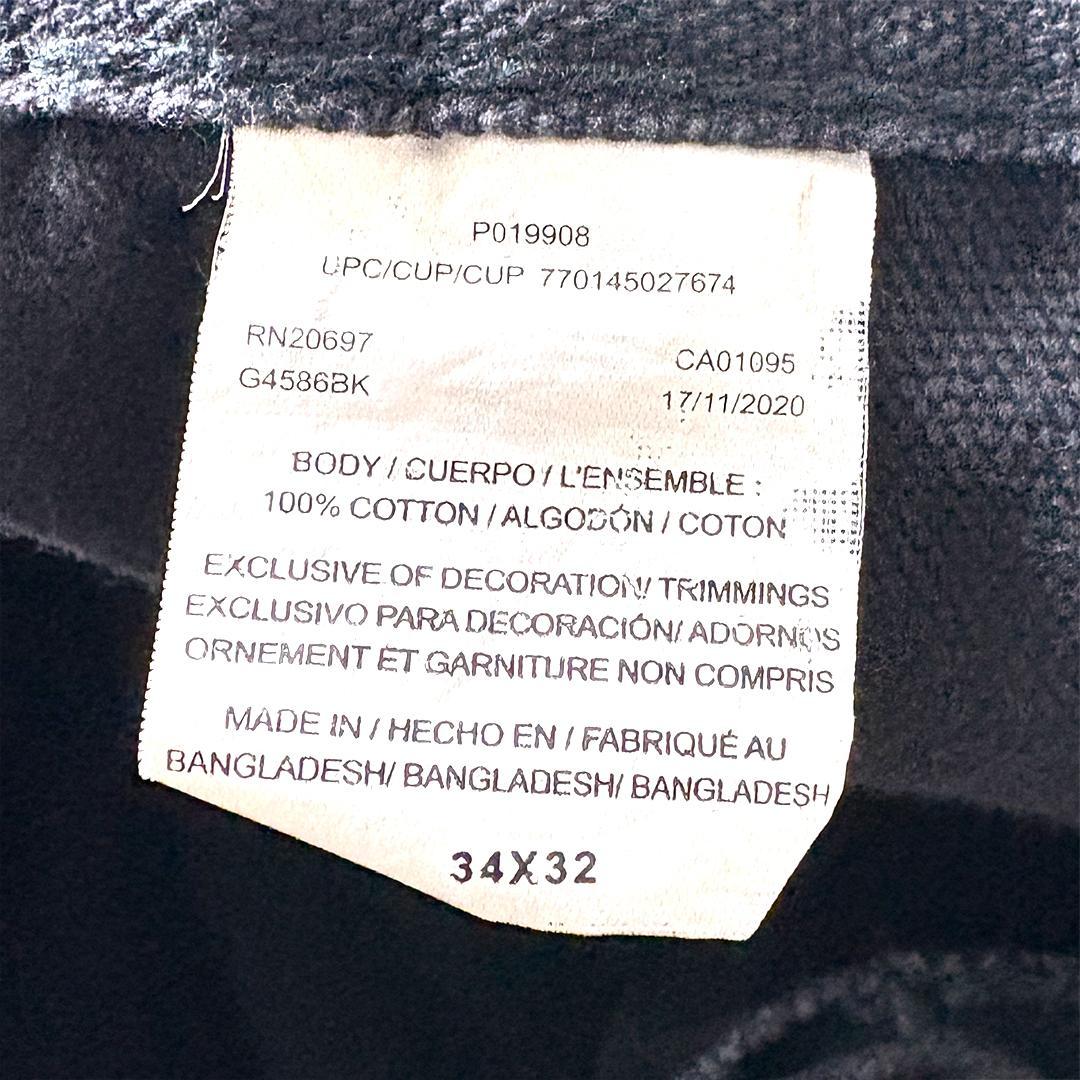 P019908
UPC/CUP/CUP 770145027674
RN20697
CA01095
G4586BK
17/11/2020
BODY / CUERPO / L'ENSEMBLE :
100% COTTON / ALGODÓN / COTON
EXCLUSIVE OF DECORATION/ TRIMMINGS
EXCLUSIVO PARA DECORACIÓN/ ADORNOS
ORNEMENT ET GARNITURE NON COMPRIS
MADE IN / HECHO EN / FABRIQUÉ AU
BANGLADESH/ BANGLADESH/ BANGLADESH
34X32